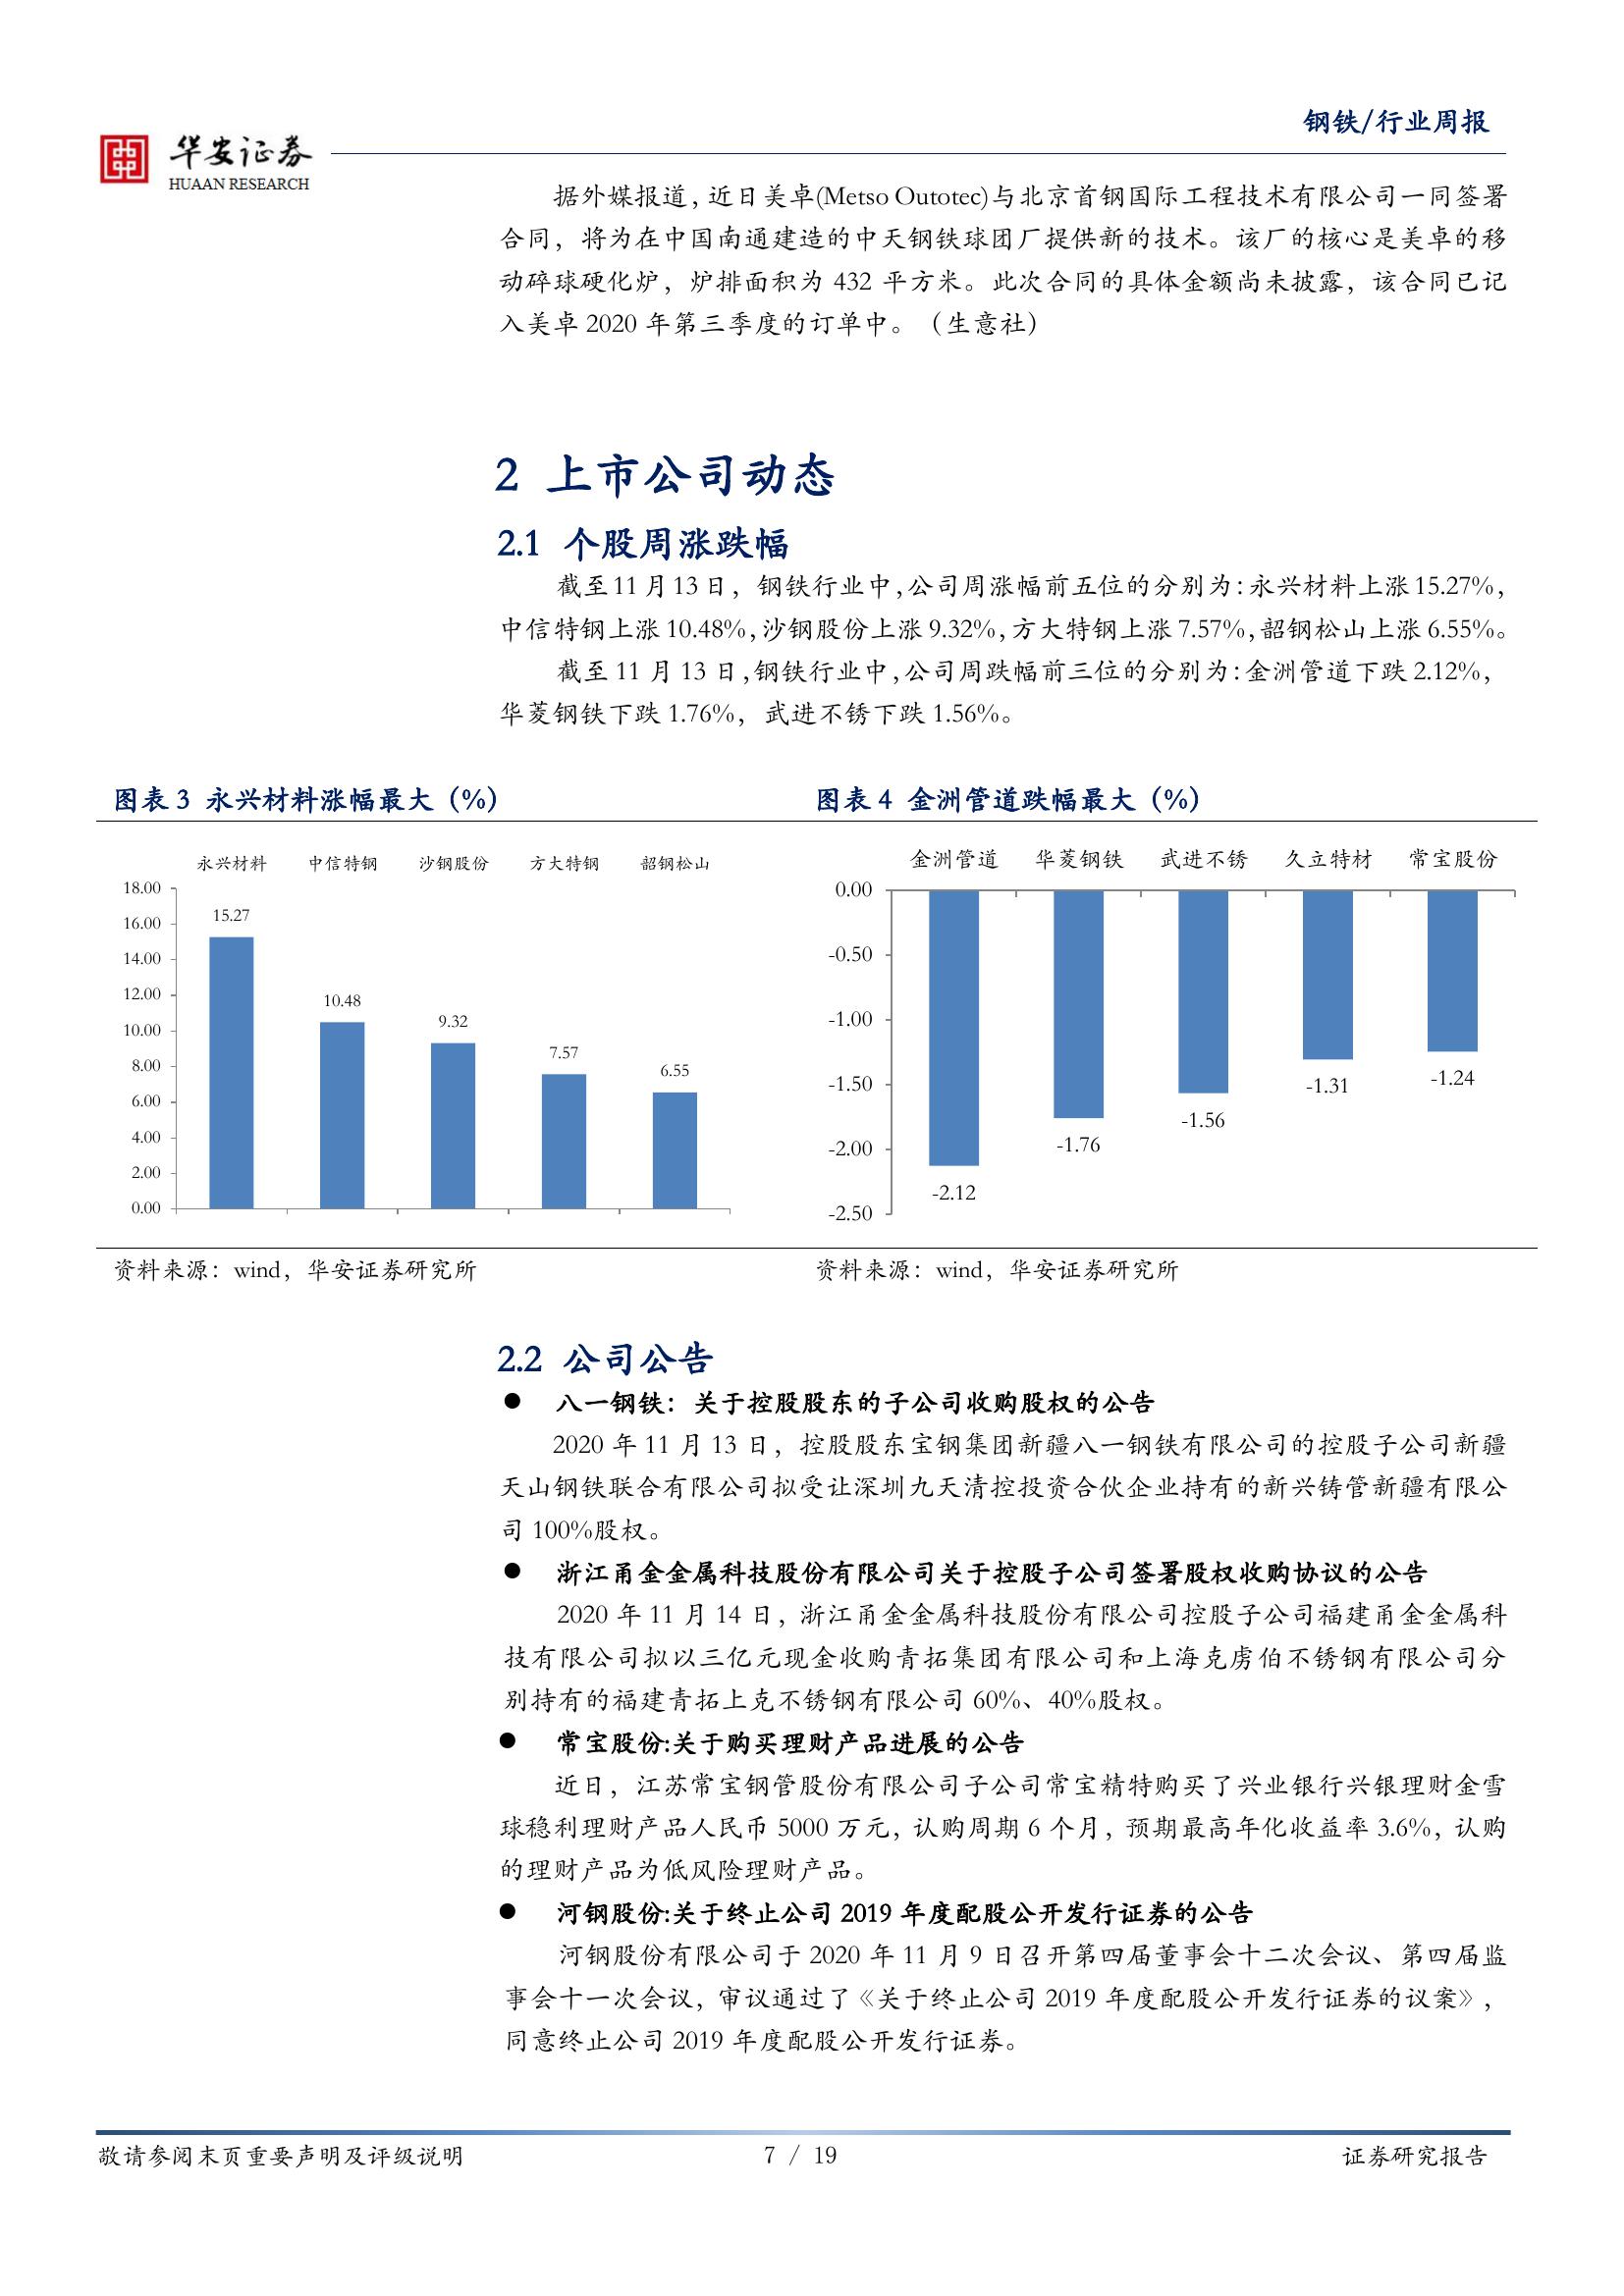 钢铁/行业周报
华安证券
HUAAN RESEARCH
据外媒报道，近日美卓(Metso Outotec)与北京首钢国际工程技术有限公司一同签署
合同，将为在中国南通建造的中天钢铁球团厂提供新的技术。该厂的核心是美卓的移
动碎球硬化炉，炉排面积为 432 平方米。此次合同的具体金额尚未披露，该合同已记
入美卓 2020 年第三季度的订单中。（生意社）
2 上市公司动态
2.1 个股周涨跌幅
截至 11 月 13 日，钢铁行业中,公司周涨幅前五位的分别为:永兴材料上涨 15.27%，
中信特钢上涨 10.48%,沙钢股份上涨 9.32%,方大特钢上涨 7.57%,韶钢松山上涨 6.55%。
截至 11 月 13 日,钢铁行业中,公司周跌幅前三位的分别为:金洲管道下跌 2.12%，
华菱钢铁下跌 1.76%，武进不锈下跌 1.56%。
图表 3 永兴材料涨幅最大（%）
永兴材料 中信特钢 沙钢股份 方大特钢 韶钢松山
18.00
16.00
14.00
12.00
10.00
8.00
6.00
4.00
2.00
0.00
15.27
10.48
9.32
7.57
6.55
资料来源：wind，华安证券研究所
图表 4 金洲管道跌幅最大（%）
金洲管道 华菱钢铁 武进不锈 久立特材 常宝股份
0.00
-0.50
-1.00
-1.50
-2.00
-2.50
-2.12
-1.76
-1.56
-1.31
-1.24
资料来源：wind，华安证券研究所
2.2 公司公告
● 八一钢铁：关于控股股东的子公司收购股权的公告
2020 年 11 月 13 日，控股股东宝钢集团新疆八一钢铁有限公司的控股子公司新疆
天山钢铁联合有限公司拟受让深圳九天清控投资合伙企业持有的新兴铸管新疆有限公
司 100%股权。
● 浙江甬金金属科技股份有限公司关于控股子公司签署股权收购协议的公告
2020 年 11 月 14 日，浙江甬金金属科技股份有限公司控股子公司福建甬金金属科
技有限公司拟以三亿元现金收购青拓集团有限公司和上海克虏伯不锈钢有限公司分
别持有的福建青拓上克不锈钢有限公司 60%、40%股权。
● 常宝股份:关于购买理财产品进展的公告
近日，江苏常宝钢管股份有限公司子公司常宝精特购买了兴业银行兴银理财金雪
球稳利理财产品人民币 5000 万元，认购周期 6 个月，预期最高年化收益率 3.6%，认购
的理财产品为低风险理财产品。
● 河钢股份:关于终止公司 2019 年度配股公开发行证券的公告
河钢股份有限公司于 2020 年 11 月 9 日召开第四届董事会十二次会议、第四届监
事会十一次会议，审议通过了《关于终止公司 2019 年度配股公开发行证券的议案》，
同意终止公司 2019 年度配股公开发行证券。
敬请参阅末页重要声明及评级说明
7 / 19
证券研究报告